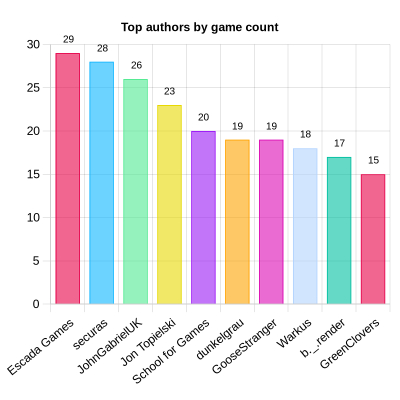 Top authors by game count
30
25
20
15
10
5
0
29
28
26
23
20
19
19
18
17
15
Escada Games
securas
JohnGabrielUK
Jon Topielski
School for Games
dunkelgrau
GooseStranger
Warkus
b._.render
GreenClovers